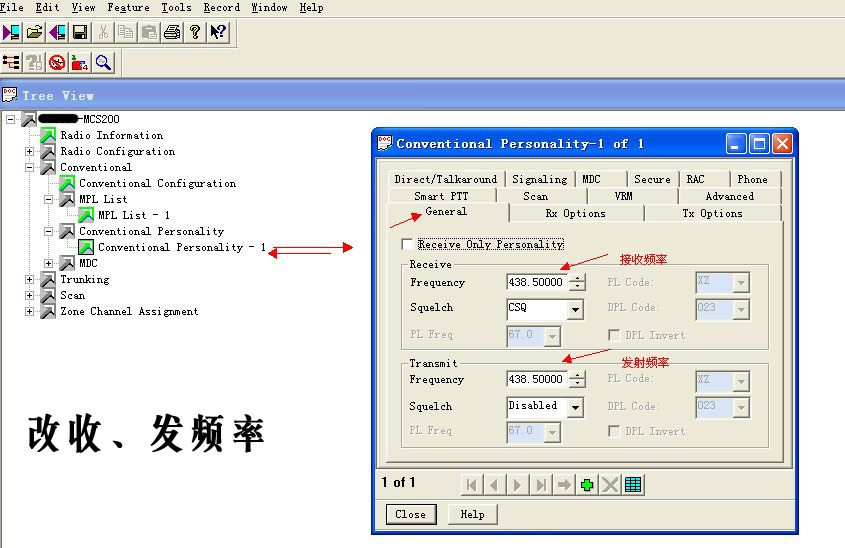 File Edit View Feature Tools Record Window Help
Tree View
-MCS200
Radio Information
Radio Configuration
Conventional
Conventional Configuration
MPL List
MPL List - 1
Conventional Personality
Conventional Personality - 1
MDC
Trunking
Scan
Zone Channel Assignment
改收、发频率
Conventional Personality-1 of 1
Direct/Talkaround Signaling MDC Secure RAC Phone
Smart PTT Scan VRM Advanced
General Rx Options Tx Options
Receive Only Personality
接收频率
Receive
Frequency 438.50000 PL Code: XZ
Squelch CSQ DPL Code: 023
PL Freq 67.0 DPL Invert
发射频率
Transmit
Frequency 438.50000 PL Code: XZ
Squelch Disabled DPL Code: 023
PL Freq 67.0 DPL Invert
1 of 1
Close Help